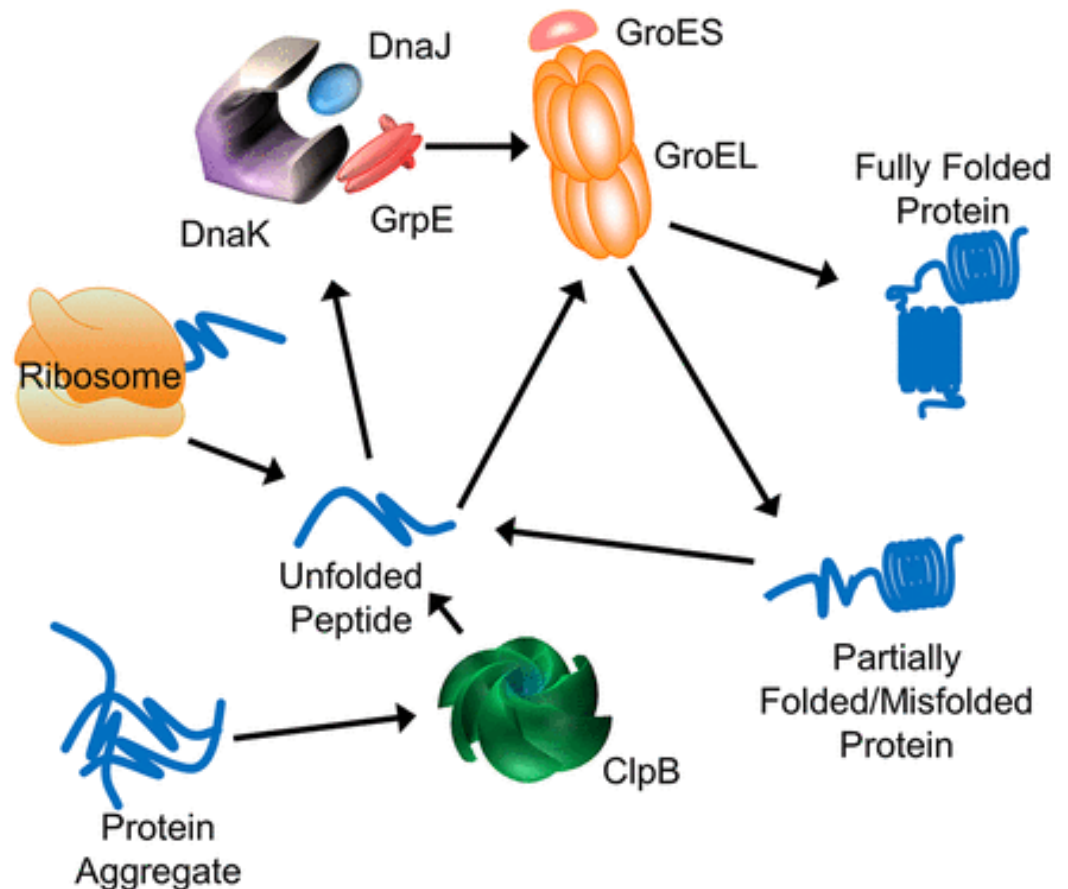 DnaJ
GroES
GroEL
Fully Folded
Protein
DnaK
GrpE
Ribosome
Unfolded
Peptide
Partially
Folded/Misfolded
Protein
ClpB
Protein
Aggregate